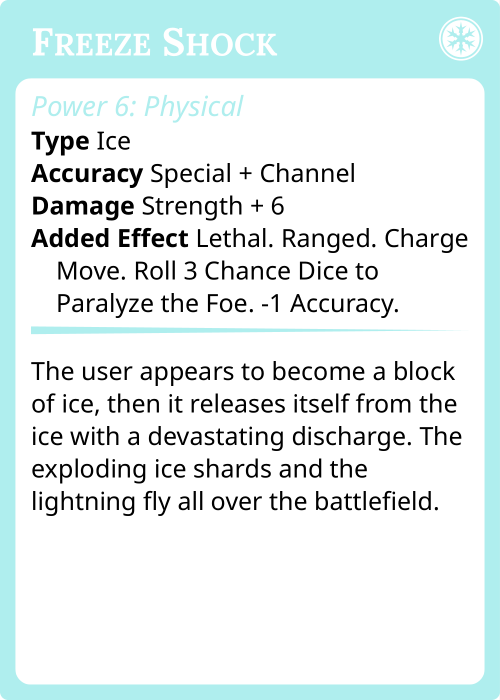 Freeze Shock
Power 6: Physical
Type Ice
Accuracy Special + Channel
Damage Strength + 6
Added Effect Lethal. Ranged. Charge
Move. Roll 3 Chance Dice to
Paralyze the Foe. -1 Accuracy.
The user appears to become a block
of ice, then it releases itself from the
ice with a devastating discharge. The
exploding ice shards and the
lightning fly all over the battlefield.